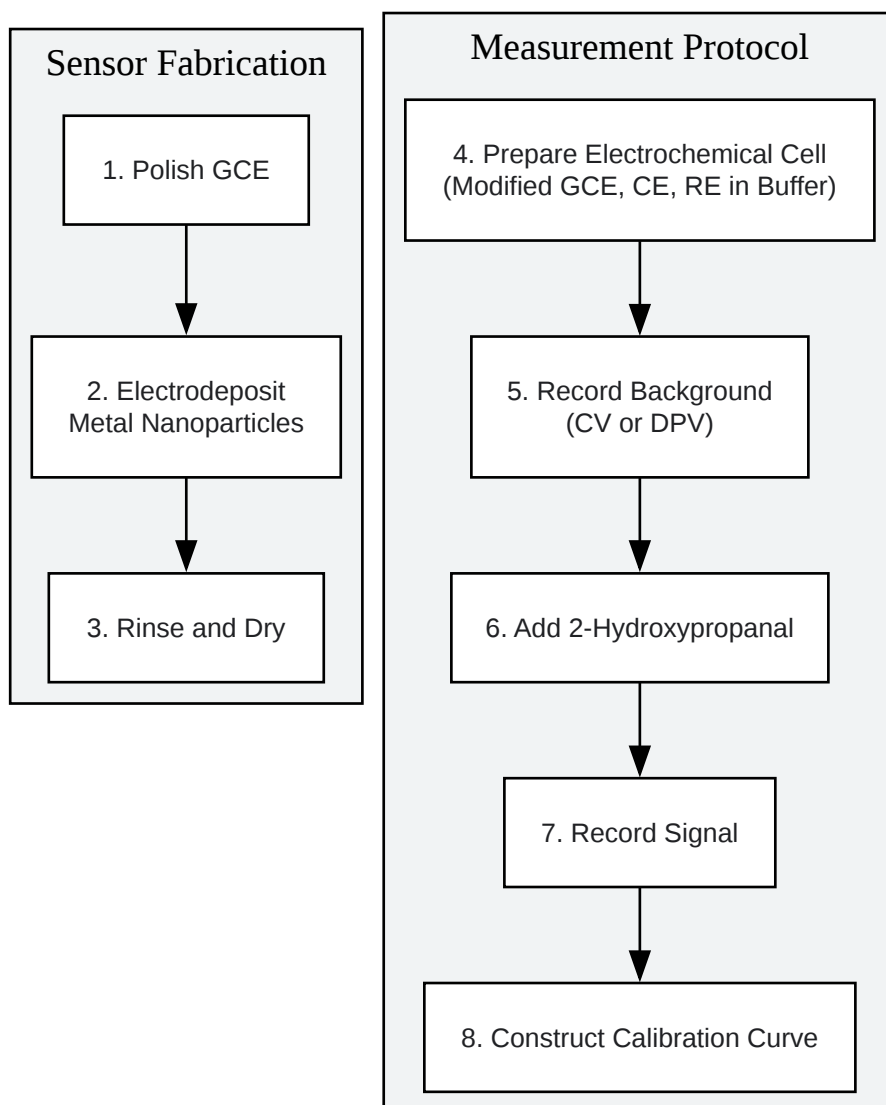 Sensor Fabrication
1. Polish GCE
2. Electrodeposit
Metal Nanoparticles
3. Rinse and Dry
Measurement Protocol
4. Prepare Electrochemical Cell
(Modified GCE, CE, RE in Buffer)
5. Record Background
(CV or DPV)
6. Add 2-Hydroxypropanal
7. Record Signal
8. Construct Calibration Curve